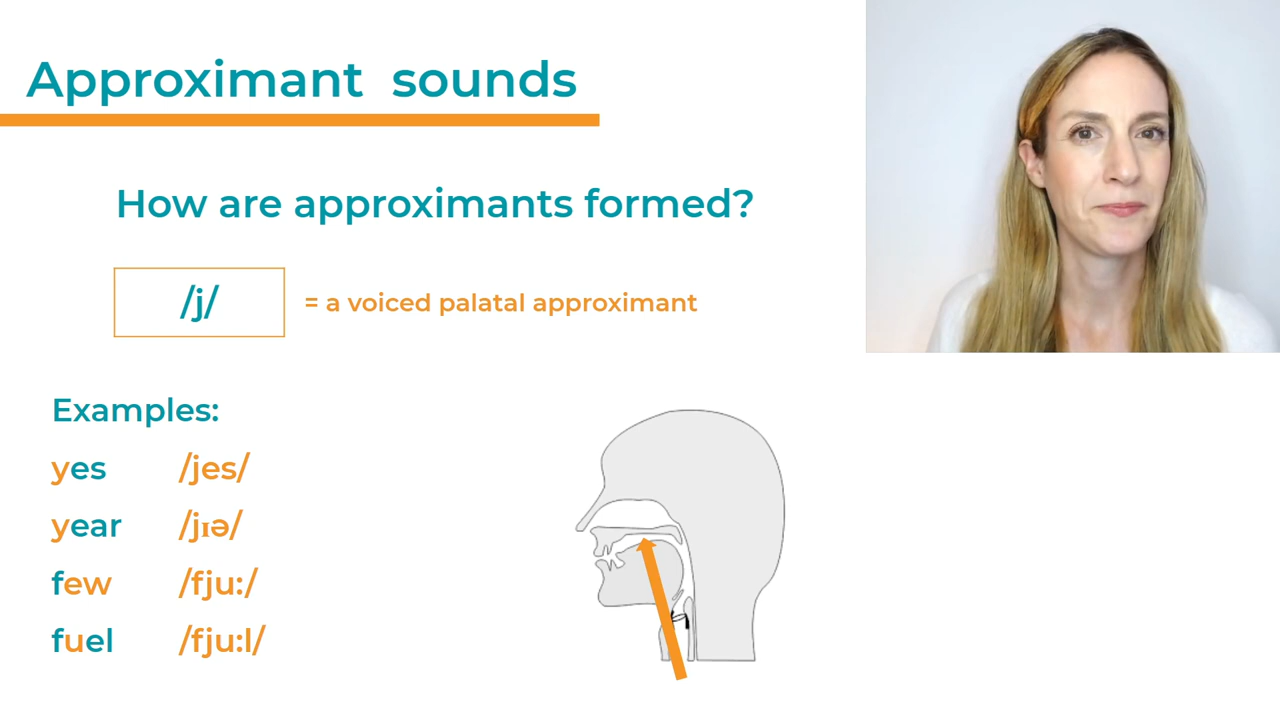 Approximant sounds
How are approximants formed?
/j/ = a voiced palatal approximant
Examples:
yes /jes/
year /jɪə/
few /fju:/
fuel /fju:l/